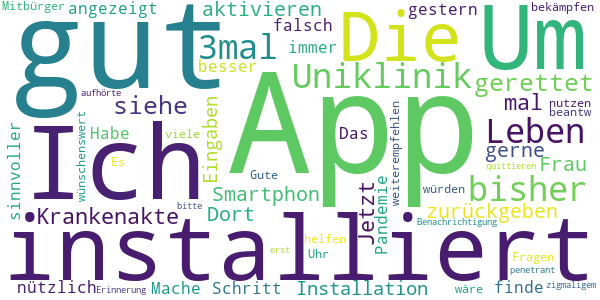 Mitbürger angezeigt aktivieren gestern bekämpfen
gut 3mal falsch immer Die Um
besser Uniklinik gerettet
aufhörte siehe Eingaben App mal nutzen
beantw
Ich Habe viele Das weiterempfehlen Leben
sinnvoller wünschenswert Es Gute gerne Frau
quittieren
Smartphon Jetzt Pandemie würden bisher
Krankenakte bitte Dort zurückgeben
Benachrichtigung
installiert
erst helfen Uhr Fragen
penetrant
nützlich Erinnerung Mache Schritt Installation wäre finde zigmaligem